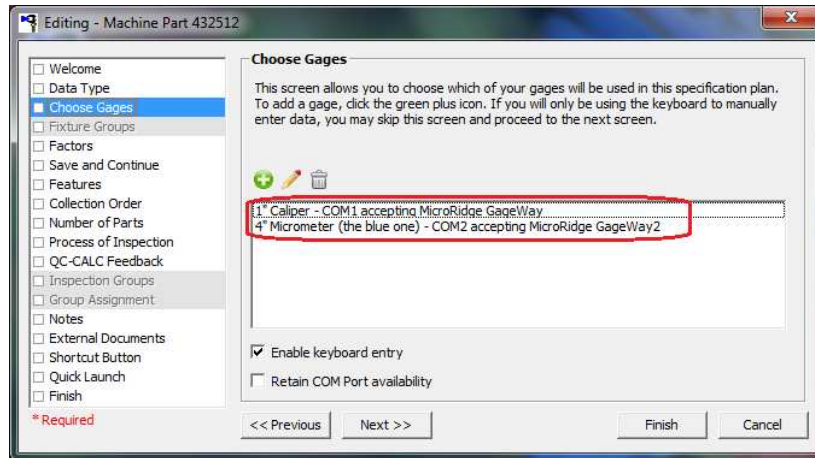 Editing - Machine Part 432512
x
Welcome
Data Type
Choose Gages
Fixture Groups
Factors
Save and Continue
Features
Collection Order
Number of Parts
Process of Inspection
QC-CALC Feedback
Inspection Groups
Group Assignment
Notes
External Documents
Shortcut Button
Quick Launch
Finish
* Required
Choose Gages
This screen allows you to choose which of your gages will be used in this specification plan.
To add a gage, click the green plus icon. If you will only be using the keyboard to manually
enter data, you may skip this screen and proceed to the next screen.
1" Caliper - COM1 accepting MicroRidge GageWay
4" Micrometer (the blue one) - COM2 accepting MicroRidge GageWay2
Enable keyboard entry
Retain COM Port availability
<< Previous
Next >>
Finish
Cancel